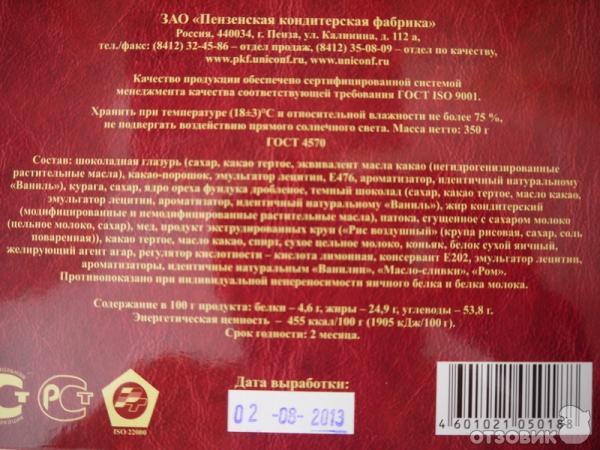 ЗАО «Пензенская кондитерская фабрика»
Россия, 440034, г. Пенза, ул. Калинина, д. 112 а,
тел./факс: (8412) 32-45-86 – отдел продаж, (8412) 35-08-09 – отдел по качеству,
www.pkf.uniconf.ru, www.uniconf.ru
Качество продукции обеспечено сертифицированной системой
менеджмента качества соответствующей требования ГОСТ ISO 9001.
Хранить при температуре (18±3)°С и относительной влажности не более 75 %,
не подвергать воздействию прямого солнечного света. Масса нетто: 350 г
ГОСТ 4570
Состав: шоколадная глазурь (сахар, какао тертое, эквивалент масла какао (негидрогенизированные
растительные масла), какао-порошок, эмульгатор лецитин, Е476, ароматизатор, идентичный натуральному
«Ваниль»), курага, сахар, ядро ореха фундука дробленое, темный шоколад (сахар, какао тертое, масло какао,
эмульгатор лецитин, ароматизатор, идентичный натуральному «Ваниль»), жир кондитерский
(модифицированные и немодифицированные растительные масла), патока, сгущенное с сахаром молоко
(цельное молоко, сахар), мед, продукт экструдированных круп («Рис воздушный» (крупа рисовая, сахар, соль
поваренная)), какао тертое, масло какао, спирт, сухое цельное молоко, коньяк, белок сухой яичный,
желирующий агент агар, регулятор кислотности – кислота лимонная, консервант Е202, эмульгатор лецитин,
ароматизаторы, идентичные натуральным «Ванилин», «Масло-сливки», «Ром».
Противопоказано при индивидуальной непереносимости яичного белка и белка молока.
Содержание в 100 г продукта: белки – 4,6 г, жиры – 24,9 г, углеводы – 53,8 г.
Энергетическая ценность – 455 ккал/100 г (1905 кДж/100 г).
Срок годности: 2 месяца.
Дата выработки:
02 -08- 2013
РСТ
ISO 22000
4 601021 050188
ОТЗОВИК